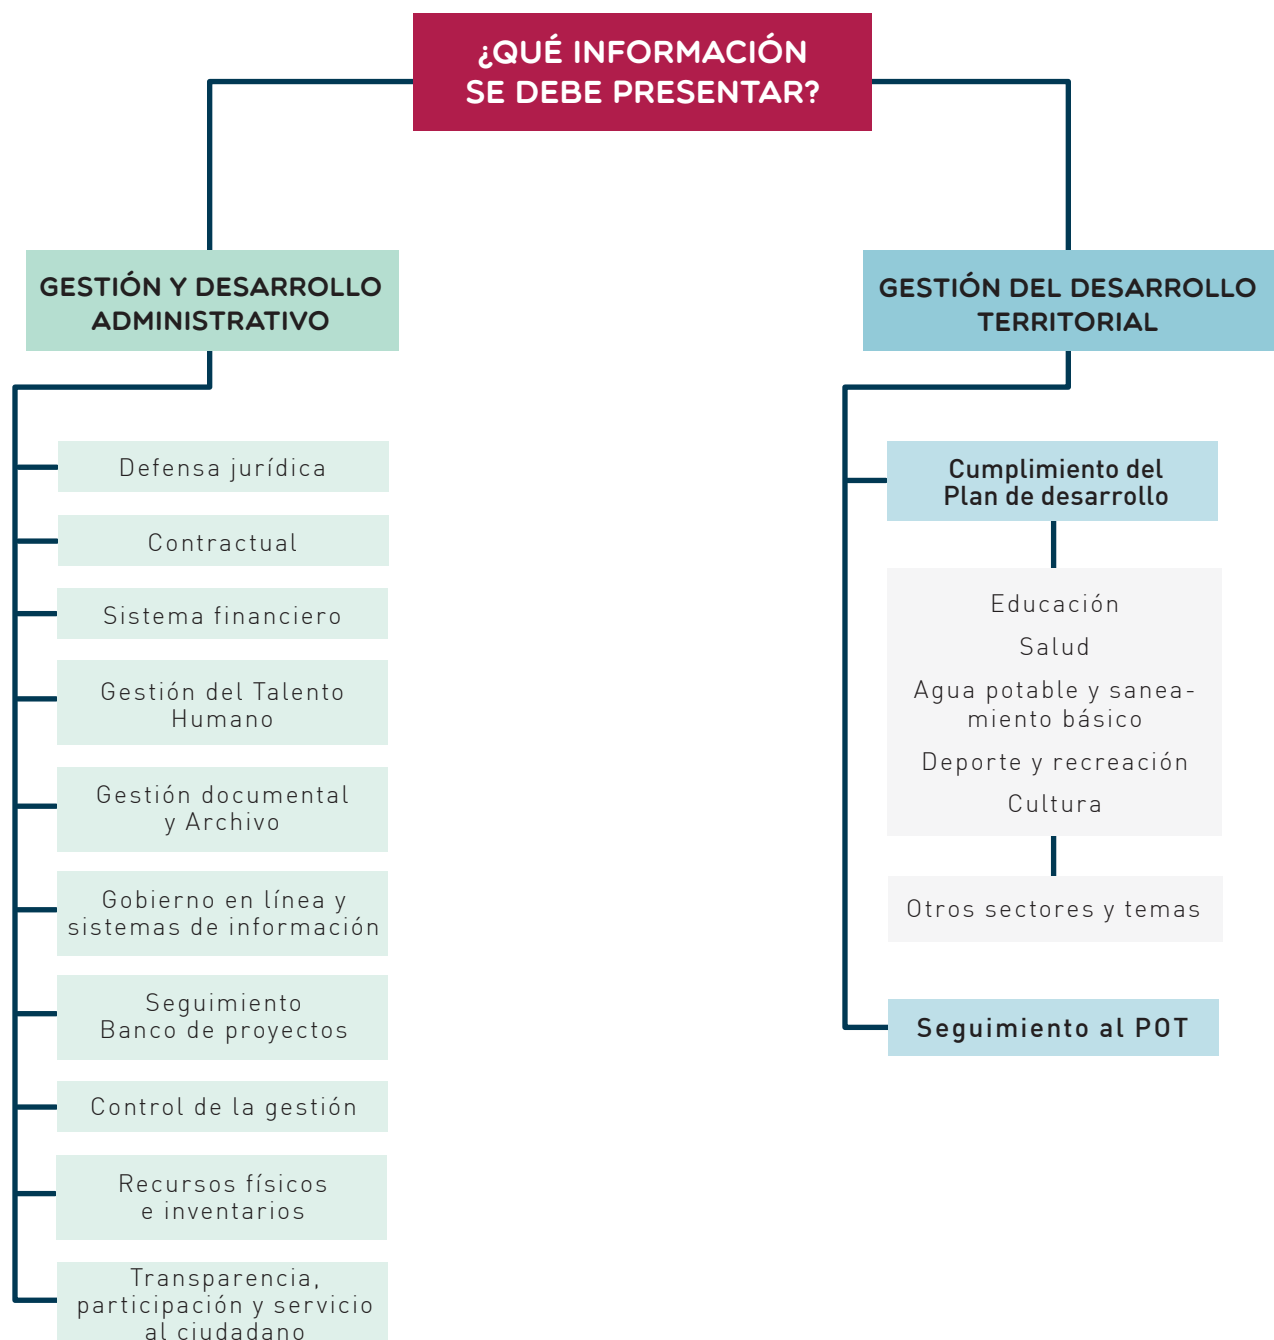 ¿QUÉ INFORMACIÓN
SE DEBE PRESENTAR?
GESTIÓN Y DESARROLLO
ADMINISTRATIVO
Defensa jurídica
Contractual
Sistema financiero
Gestión del Talento
Humano
Gestión documental
y Archivo
Gobierno en línea y
sistemas de información
Seguimiento
Banco de proyectos
Control de la gestión
Recursos físicos
e inventarios
Transparencia,
participación y servicio
al ciudadano
GESTIÓN DEL DESARROLLO
TERRITORIAL
Cumplimiento del
Plan de desarrollo
Educación
Salud
Agua potable y sanea-
miento básico
Deporte y recreación
Cultura
Otros sectores y temas
Seguimiento al POT